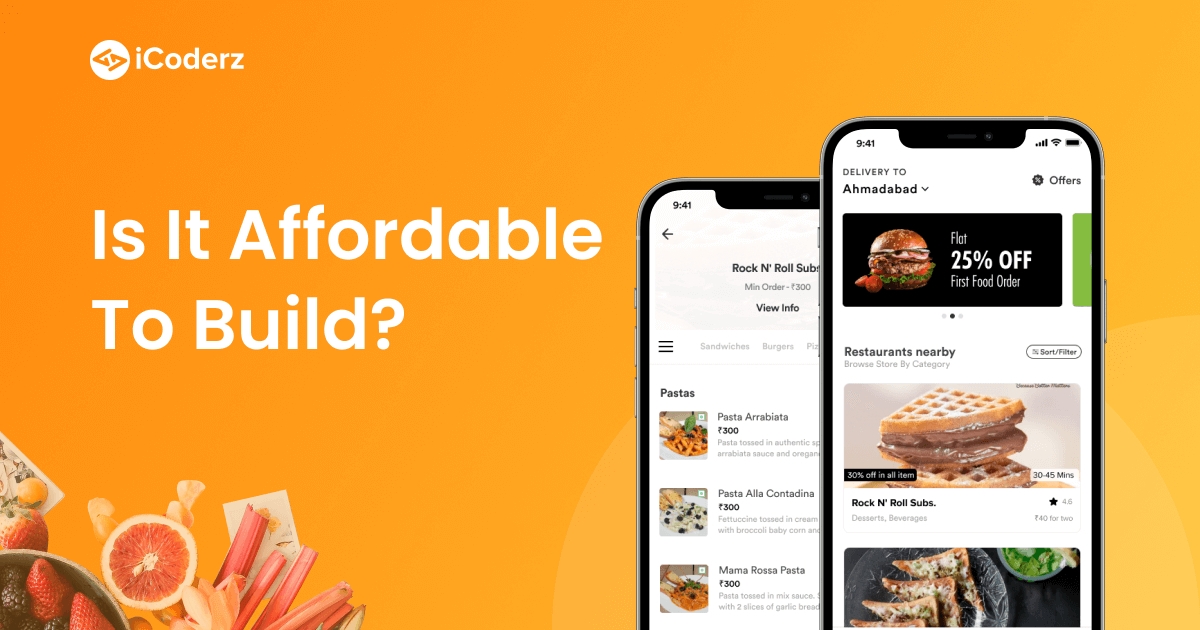 iCoderz
Is It Affordable
To Build?
9:41
Rock N' Roll Subs
Min Order - ₹300
View Info
Sandwiches Burgers
Pastas
Pasta Arrabiata
₹300
Pasta tossed in authentic
arrabiata sauce and oregan
Pasta Alla Contadina
₹300
Fettuccine tossed in cream
with broccoli baby corn and
Mama Rossa Pasta
₹300
Pasta tossed in mix sauce.
with 2 slices of garlic bread
9:41
DELIVERY TO
Ahmadabad
Offers
Flat
25% OFF
First Food Order
Restaurants nearby
Sort/Filter
Browse Store By Category
30% off in all item
30-45 Mins
Rock N' Roll Subs.
4.6
Desserts, Beverages
₹40 for two